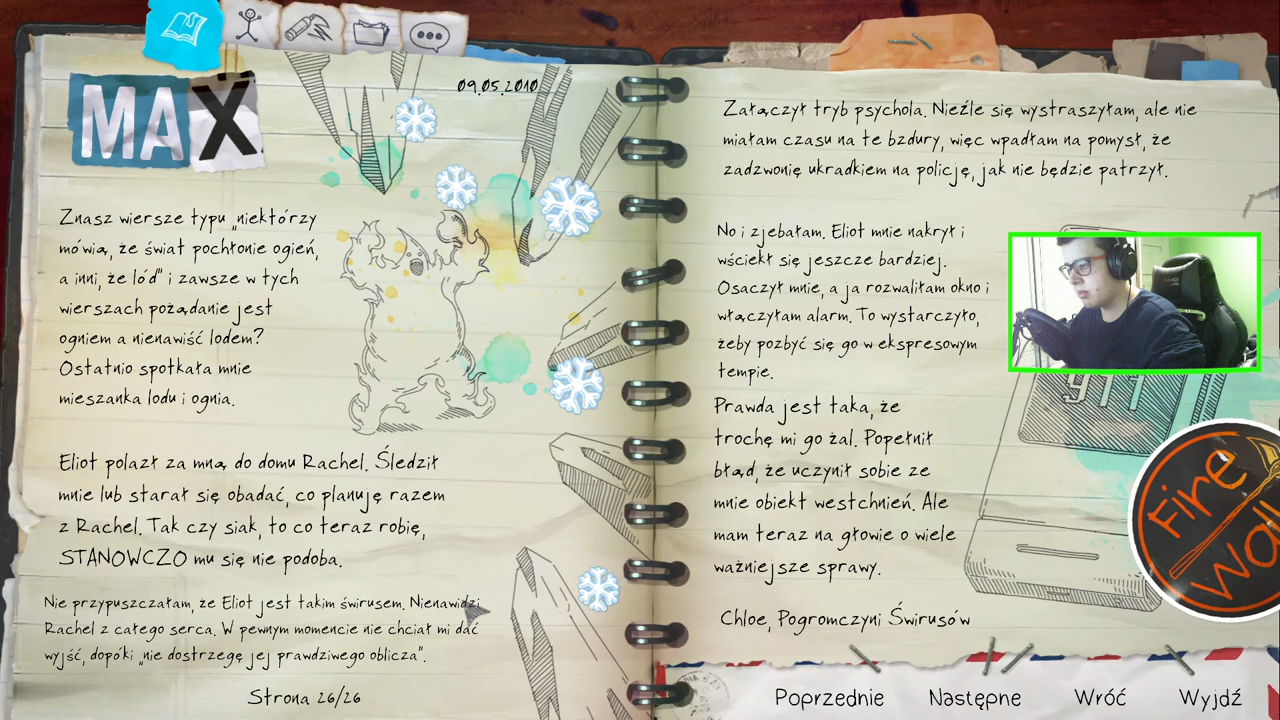 MAX
09.05.2010
Znasz wiersze typu „niektórzy
mówią, że świat pochłonie ogień,
a inni, że lód" i zawsze w tych
wierszach pożądanie jest
ogniem a nienawiść lodem?
Ostatnio spotkała mnie
mieszanka lodu i ognia.
Eliot polazł za mną do domu Rachel. Śledził
mnie lub starał się obadać, co planuję razem
z Rachel. Tak czy siak, to co teraz robię,
STANOWCZO mu się nie podoba.
Nie przypuszczałam, że Eliot jest takim świrusem. Nienawidzi
Rachel z całego serca. W pewnym momencie nie chciał mi dać
wyjść, dopóki „nie dostrzegę jej prawdziwego oblicza".
Strona 26/26
Załączył tryb psychola. Nieźle się wystraszyłam, ale nie
miałam czasu na te bzdury, więc wpadłam na pomysł, że
zadzwonię ukradkiem na policję, jak nie będzie patrzył.
No i zjebałam. Eliot mnie nakrył i
wściekł się jeszcze bardziej.
Osaczył mnie, a ja rozwaliłam okno i
włączyłam alarm. To wystarczyło,
żeby pozbyć się go w ekspresowym
tempie.
Prawda jest taka, że
trochę mi go żal. Popełnił
błąd, że uczynił sobie ze
mnie obiekt westchnień. Ale
mam teraz na głowie o wiele
ważniejsze sprawy.
Chloe, Pogromczyni Świrusów
911
Fire
Wal
Poprzednie Następne Wróć Wyjdź